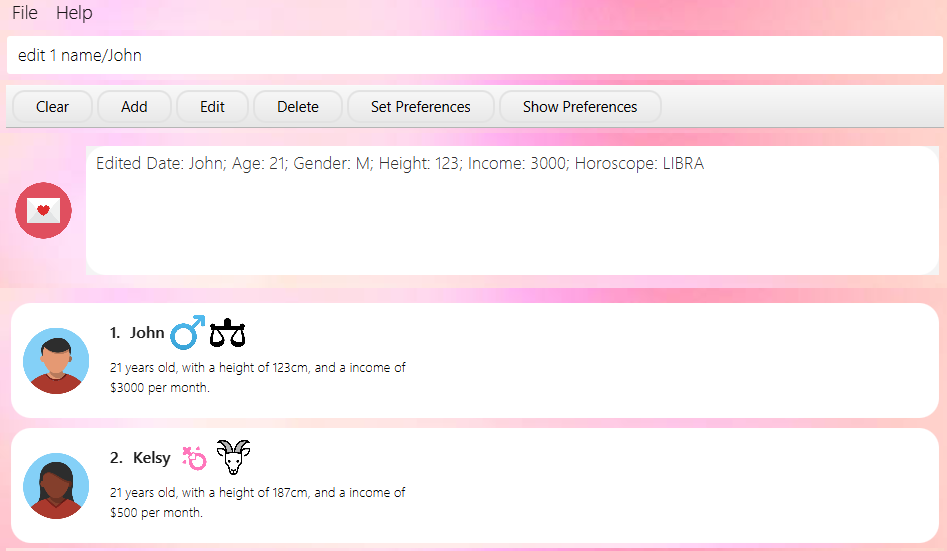 File Help
edit 1 name/John
Clear Add Edit Delete Set Preferences Show Preferences
Edited Date: John; Age: 21; Gender: M; Height: 123; Income: 3000; Horoscope: LIBRA
1. John
21 years old, with a height of 123cm, and a income of
$3000 per month.
2. Kelsy
21 years old, with a height of 187cm, and a income of
$500 per month.